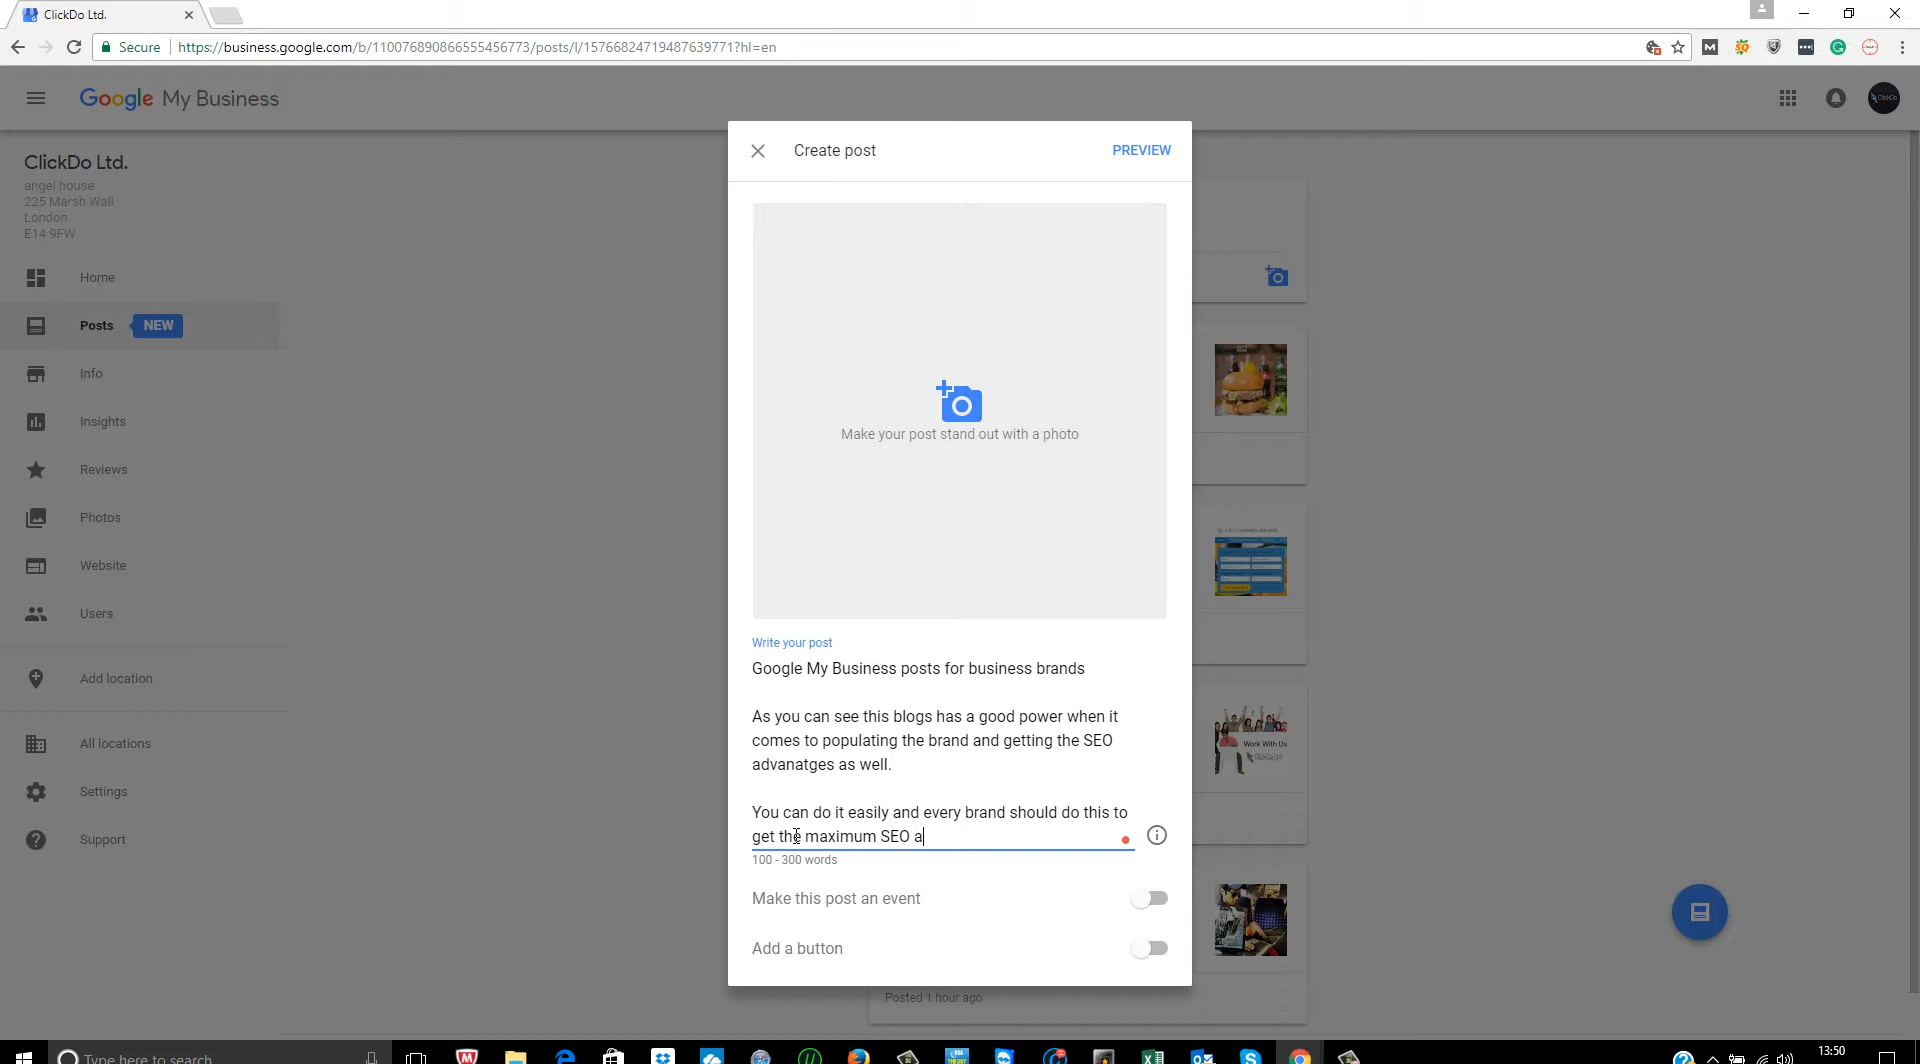 ClickDo Ltd.
Secure
https://business.google.com/b/110076890866555456773/posts/l/15766824719487639771?hl=en
Google My Business
ClickDo Ltd.
angel house
225 Marsh Wall
London
E14 9FW
Home
Posts NEW
Info
Insights
Reviews
Photos
Website
Users
Add location
All locations
Settings
Support
Create post
PREVIEW
Make your post stand out with a photo
Write your post
Google My Business posts for business brands
As you can see this blogs has a good power when it
comes to populating the brand and getting the SEO
advanatges as well.
You can do it easily and every brand should do this to
get the maximum SEO a
100 - 300 words
Make this post an event
Add a button
Work With Us
ClickDo Ltd
Posted 1 hour ago
Type here to search
13:50